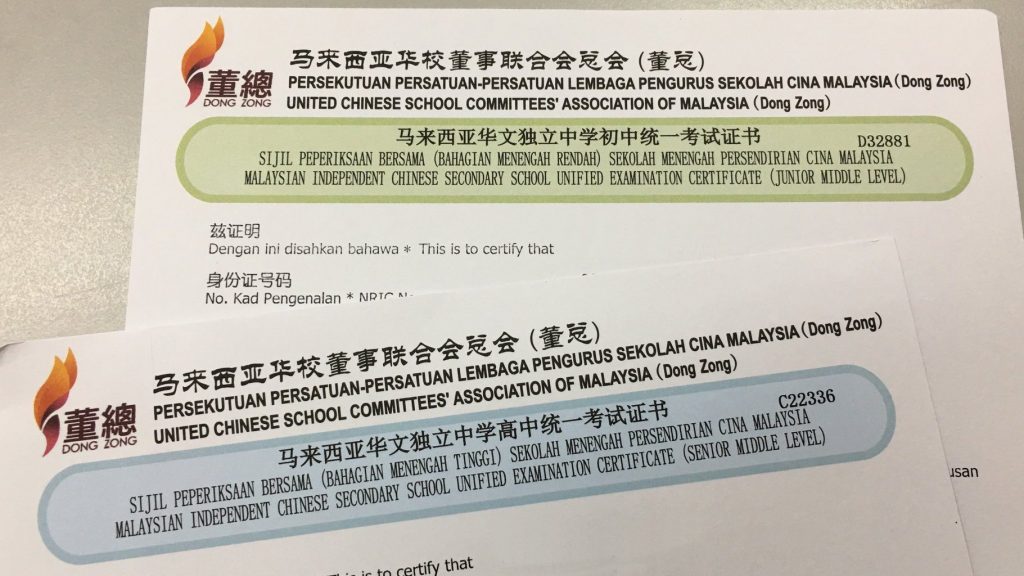 董總
DONG ZONG
马来西亚华校董事联合会总会 (董总)
PERSEKUTUAN PERSATUAN-PERSATUAN LEMBAGA PENGURUS SEKOLAH CINA MALAYSIA (Dong Zong)
UNITED CHINESE SCHOOL COMMITTEES' ASSOCIATION OF MALAYSIA (Dong Zong)
马来西亚华文独立中学初中统一考试证书 D32881
SIJIL PEPERIKSAAN BERSAMA (BAHAGIAN MENENGAH RENDAH) SEKOLAH MENENGAH PERSENDIRIAN CINA MALAYSIA
MALAYSIAN INDEPENDENT CHINESE SECONDARY SCHOOL UNIFIED EXAMINATION CERTIFICATE (JUNIOR MIDDLE LEVEL)
兹证明
Dengan ini disahkan bahawa * This is to certify that
身份证号码
No. Kad Pengenalan * NRIC
董總
DONG ZONG
马来西亚华校董事联合会总会 (董总)
PERSEKUTUAN PERSATUAN-PERSATUAN LEMBAGA PENGURUS SEKOLAH CINA MALAYSIA (Dong Zong)
UNITED CHINESE SCHOOL COMMITTEES' ASSOCIATION OF MALAYSIA (Dong Zong)
马来西亚华文独立中学高中统一考试证书 C22336
SIJIL PEPERIKSAAN BERSAMA (BAHAGIAN MENENGAH TINGGI) SEKOLAH MENENGAH PERSENDIRIAN CINA MALAYSIA
MALAYSIAN INDEPENDENT CHINESE SECONDARY SCHOOL UNIFIED EXAMINATION CERTIFICATE (SENIOR MIDDLE LEVEL)
is to certify that